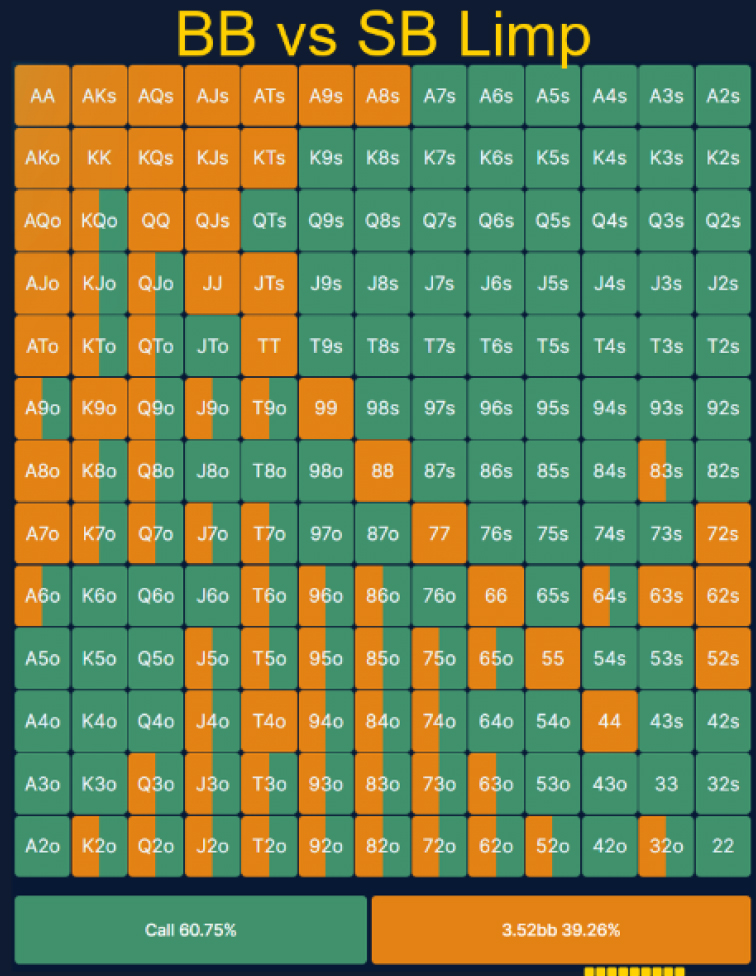 BB vs SB Limp
AA AKs AQs AJs ATs A9s A8s A7s A6s A5s A4s A3s A2s
AKo KK KQs KJs KTs K9s K8s K7s K6s K5s K4s K3s K2s
AQo KQo QQ QJs QTs Q9s Q8s Q7s Q6s Q5s Q4s Q3s Q2s
AJo KJo QJo JJ JTs J9s J8s J7s J6s J5s J4s J3s J2s
ATo KTo QTo JTo TT T9s T8s T7s T6s T5s T4s T3s T2s
A9o K9o Q9o J9o T9o 99 98s 97s 96s 95s 94s 93s 92s
A8o K8o Q8o J8o T8o 98o 88 87s 86s 85s 84s 83s 82s
A7o K7o Q7o J7o T7o 97o 87o 77 76s 75s 74s 73s 72s
A6o K6o Q6o J6o T6o 96o 86o 76o 66 65s 64s 63s 62s
A5o K5o Q5o J5o T5o 95o 85o 75o 65o 55 54s 53s 52s
A4o K4o Q4o J4o T4o 94o 84o 74o 64o 54o 44 43s 42s
A3o K3o Q3o J3o T3o 93o 83o 73o 63o 53o 43o 33 32s
A2o K2o Q2o J2o T2o 92o 82o 72o 62o 52o 42o 32o 22
Call 60.75% 3.52bb 39.26%